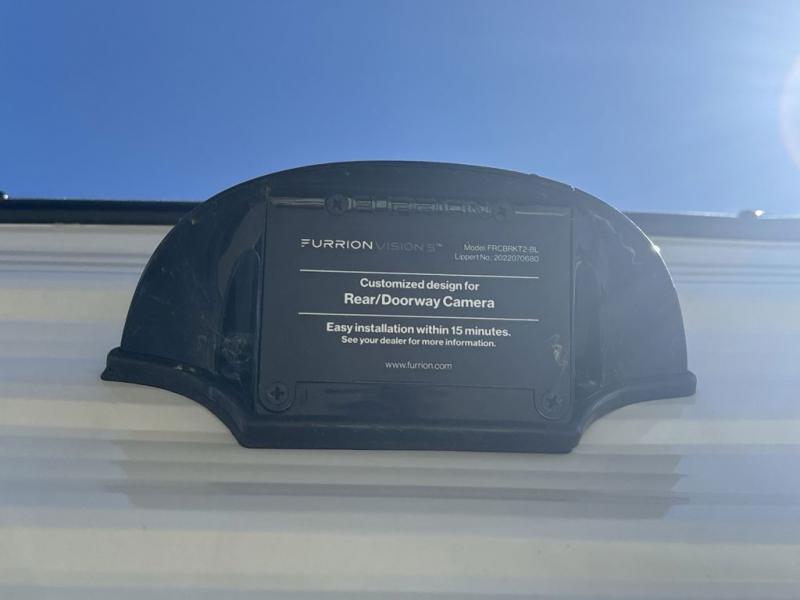 FURRION
FURRION VISION S™
Model: FRCBRKT2-BL
Lippert No. 2022070680
Customized design for
Rear/Doorway Camera
Easy installation within 15 minutes.
See your dealer for more information.
www.furrion.com